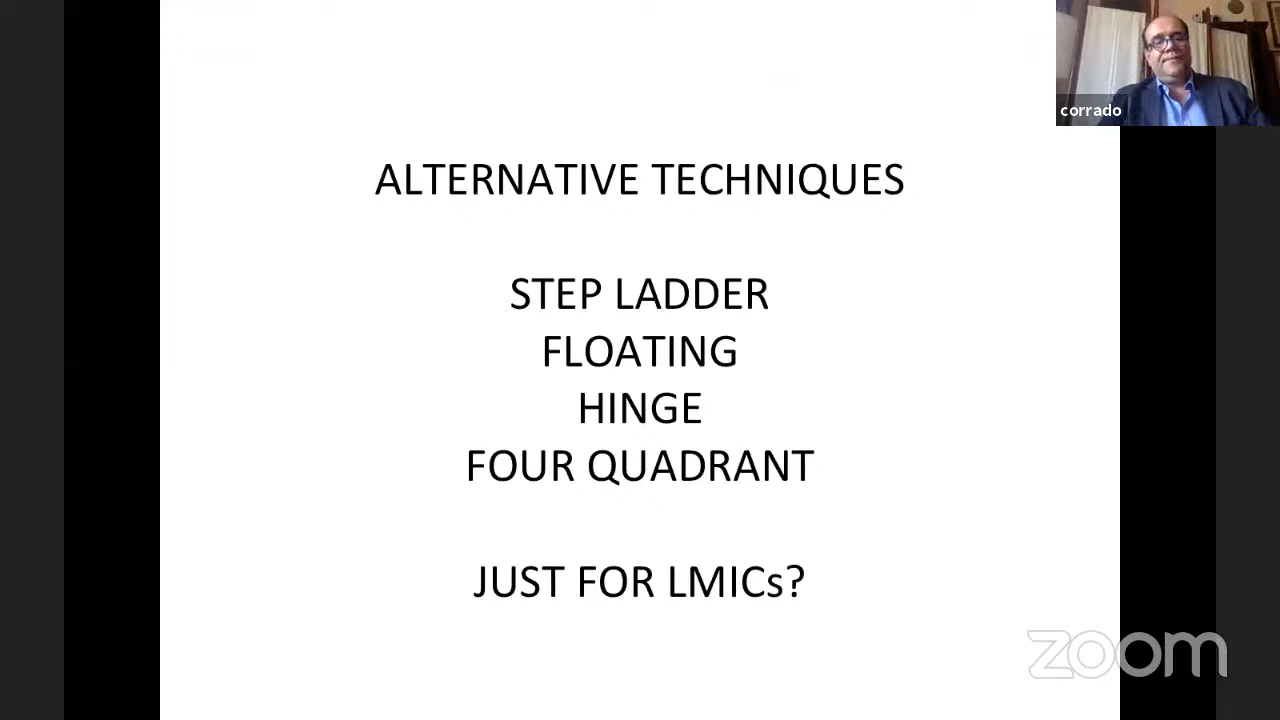 corrado
ALTERNATIVE TECHNIQUES
STEP LADDER
FLOATING
HINGE
FOUR QUADRANT
JUST FOR LMICs?
zoom